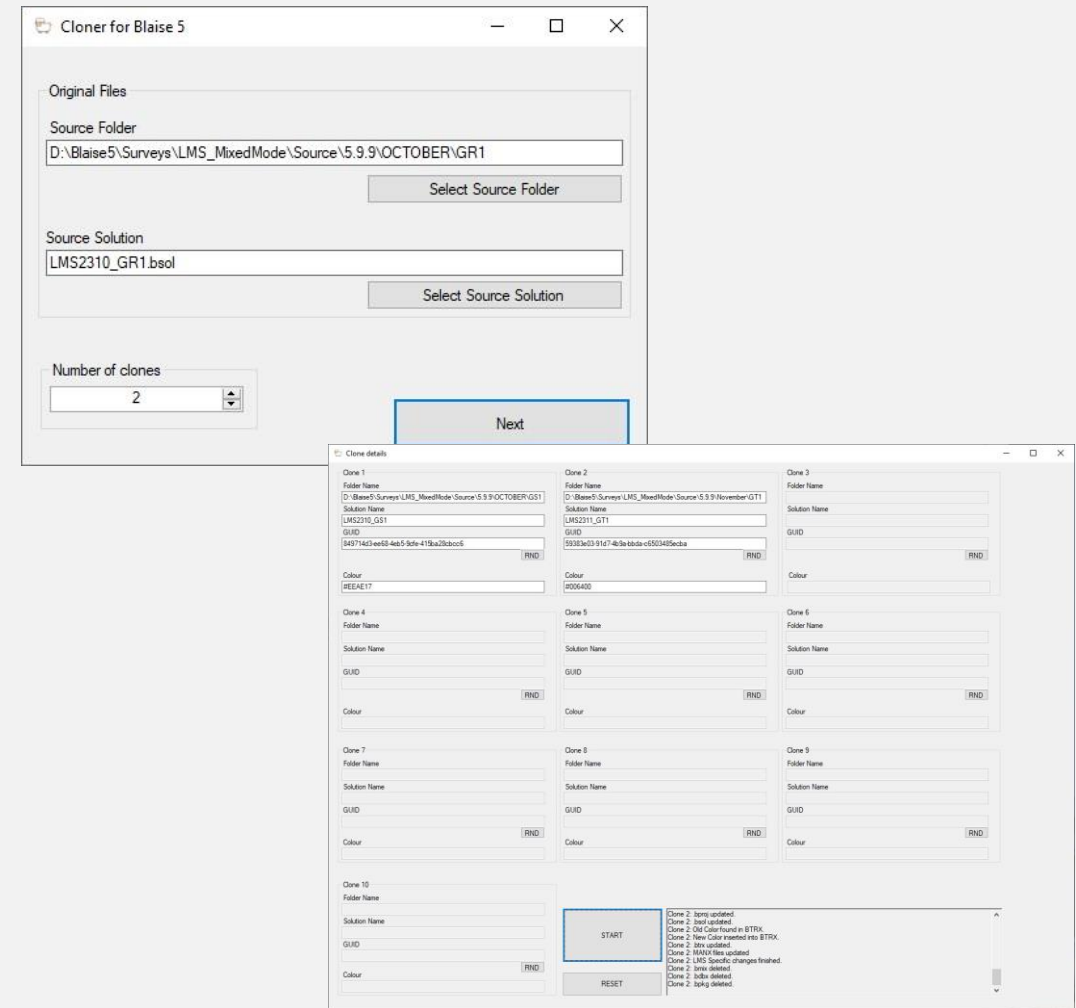 Cloner for Blaise 5
Original Files
Source Folder
D:\Blaise5\Surveys\LMS_MixedMode\Source\5.9.9\OCTOBER\GR1
Select Source Folder
Source Solution
LMS2310_GR1.bsol
Select Source Solution
Number of clones
2
Next
Clone details
Clone 1
Folder Name
D:\Blaise5\Surveys\LMS_MixedMode\Source\5.9.9\OCTOBER\GS1
Solution Name
LMS2310_GS1
GUID
849714d3-ee68-4eb5-9cfe-415ba28cbcc6
RND
Colour
#EEAE17
Clone 2
Folder Name
D:\Blaise5\Surveys\LMS_MixedMode\Source\5.9.9\November\GT1
Solution Name
LMS2311_GT1
GUID
59383e03-91d7-4b9a-bbda-c6503485ecba
RND
Colour
#006400
Clone 3
Folder Name
Solution Name
GUID
RND
Colour
Clone 4
Folder Name
Solution Name
GUID
RND
Colour
Clone 5
Folder Name
Solution Name
GUID
RND
Colour
Clone 6
Folder Name
Solution Name
GUID
RND
Colour
Clone 7
Folder Name
Solution Name
GUID
RND
Colour
Clone 8
Folder Name
Solution Name
GUID
RND
Colour
Clone 9
Folder Name
Solution Name
GUID
RND
Colour
Clone 10
Folder Name
Solution Name
GUID
RND
Colour
START
RESET
Clone 2: .bproj updated.
Clone 2: .bsol updated.
Clone 2: Old Color found in BTRX.
Clone 2: New Color inserted into BTRX.
Clone 2: .btrx updated.
Clone 2: MANX files updated
Clone 2: LMS Specific changes finished.
Clone 2: .bmix deleted.
Clone 2: .bdbx deleted.
Clone 2: .bpkg deleted.